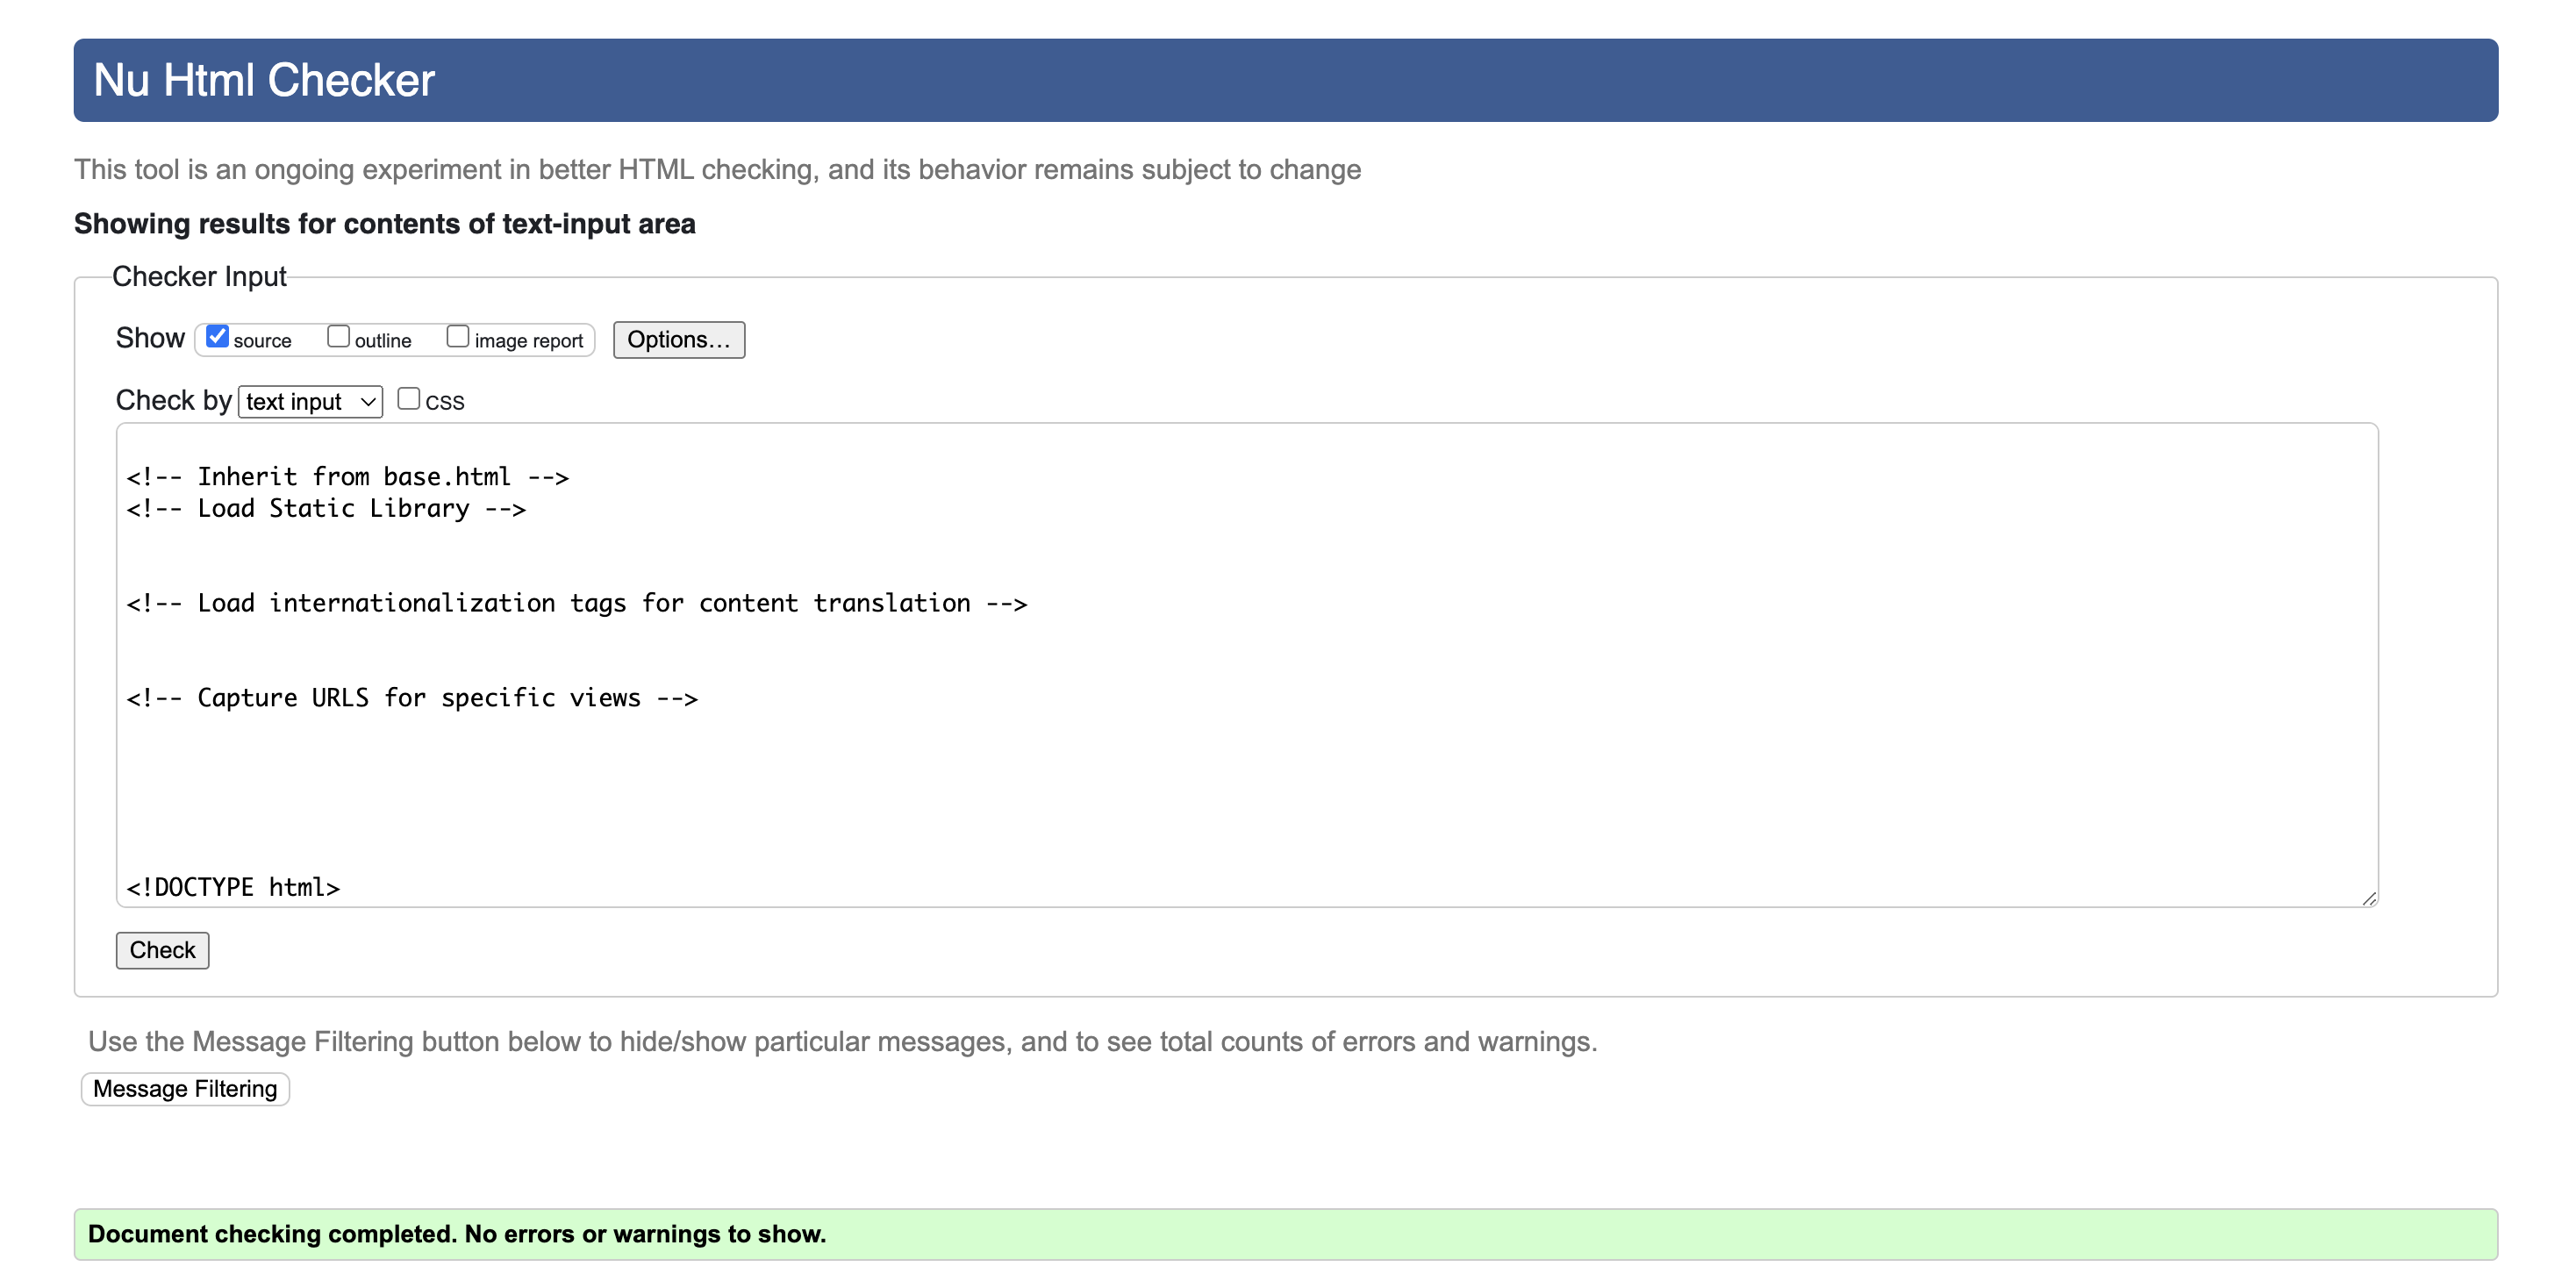 Nu Html Checker
This tool is an ongoing experiment in better HTML checking, and its behavior remains subject to change
Showing results for contents of text-input area
Checker Input
Show source outline image report Options...
Check by text input CSS
<!-- Inherit from base.html -->
<!-- Load Static Library -->
<!-- Load internationalization tags for content translation -->
<!-- Capture URLS for specific views -->
<!DOCTYPE html>
Check
Use the Message Filtering button below to hide/show particular messages, and to see total counts of errors and warnings.
Message Filtering
Document checking completed. No errors or warnings to show.